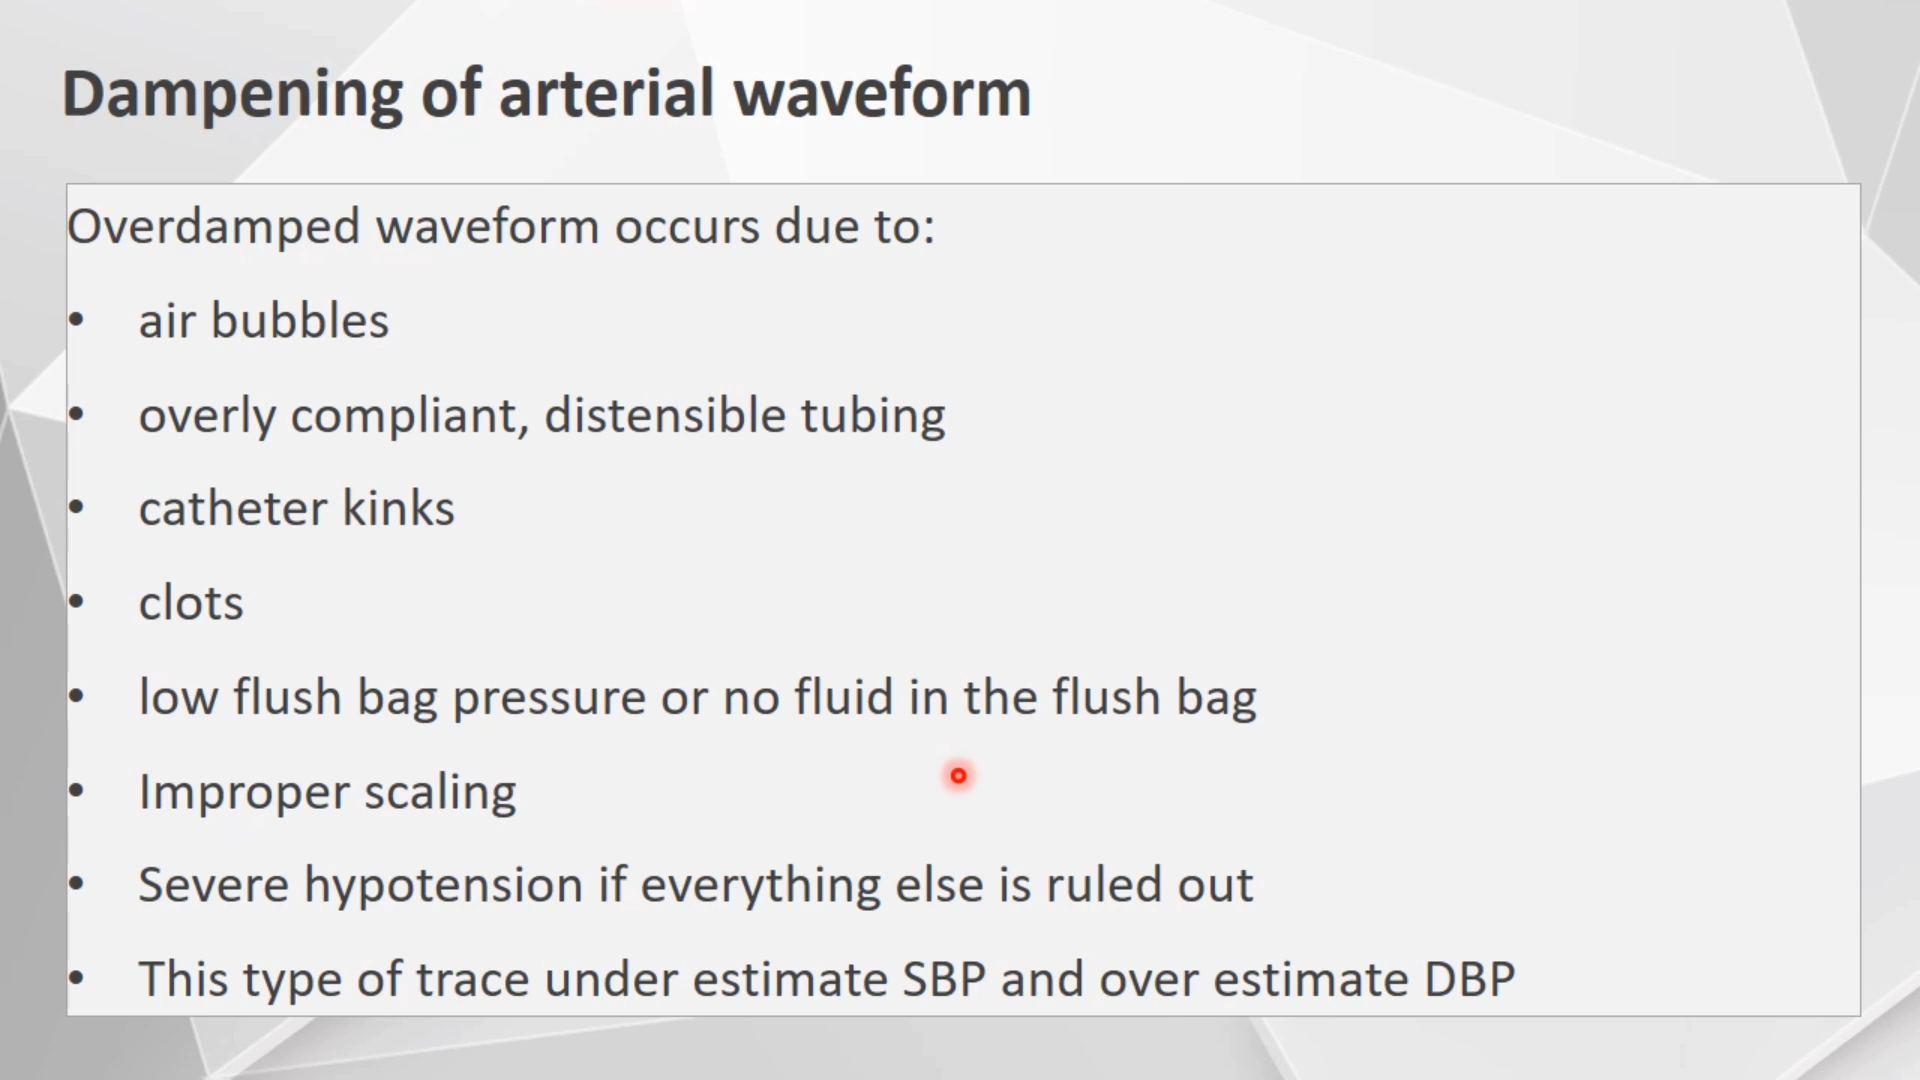 Dampening of arterial waveform
Overdamped waveform occurs due to:
• air bubbles
• overly compliant, distensible tubing
• catheter kinks
• clots
• low flush bag pressure or no fluid in the flush bag
• Improper scaling
• Severe hypotension if everything else is ruled out
• This type of trace under estimate SBP and over estimate DBP